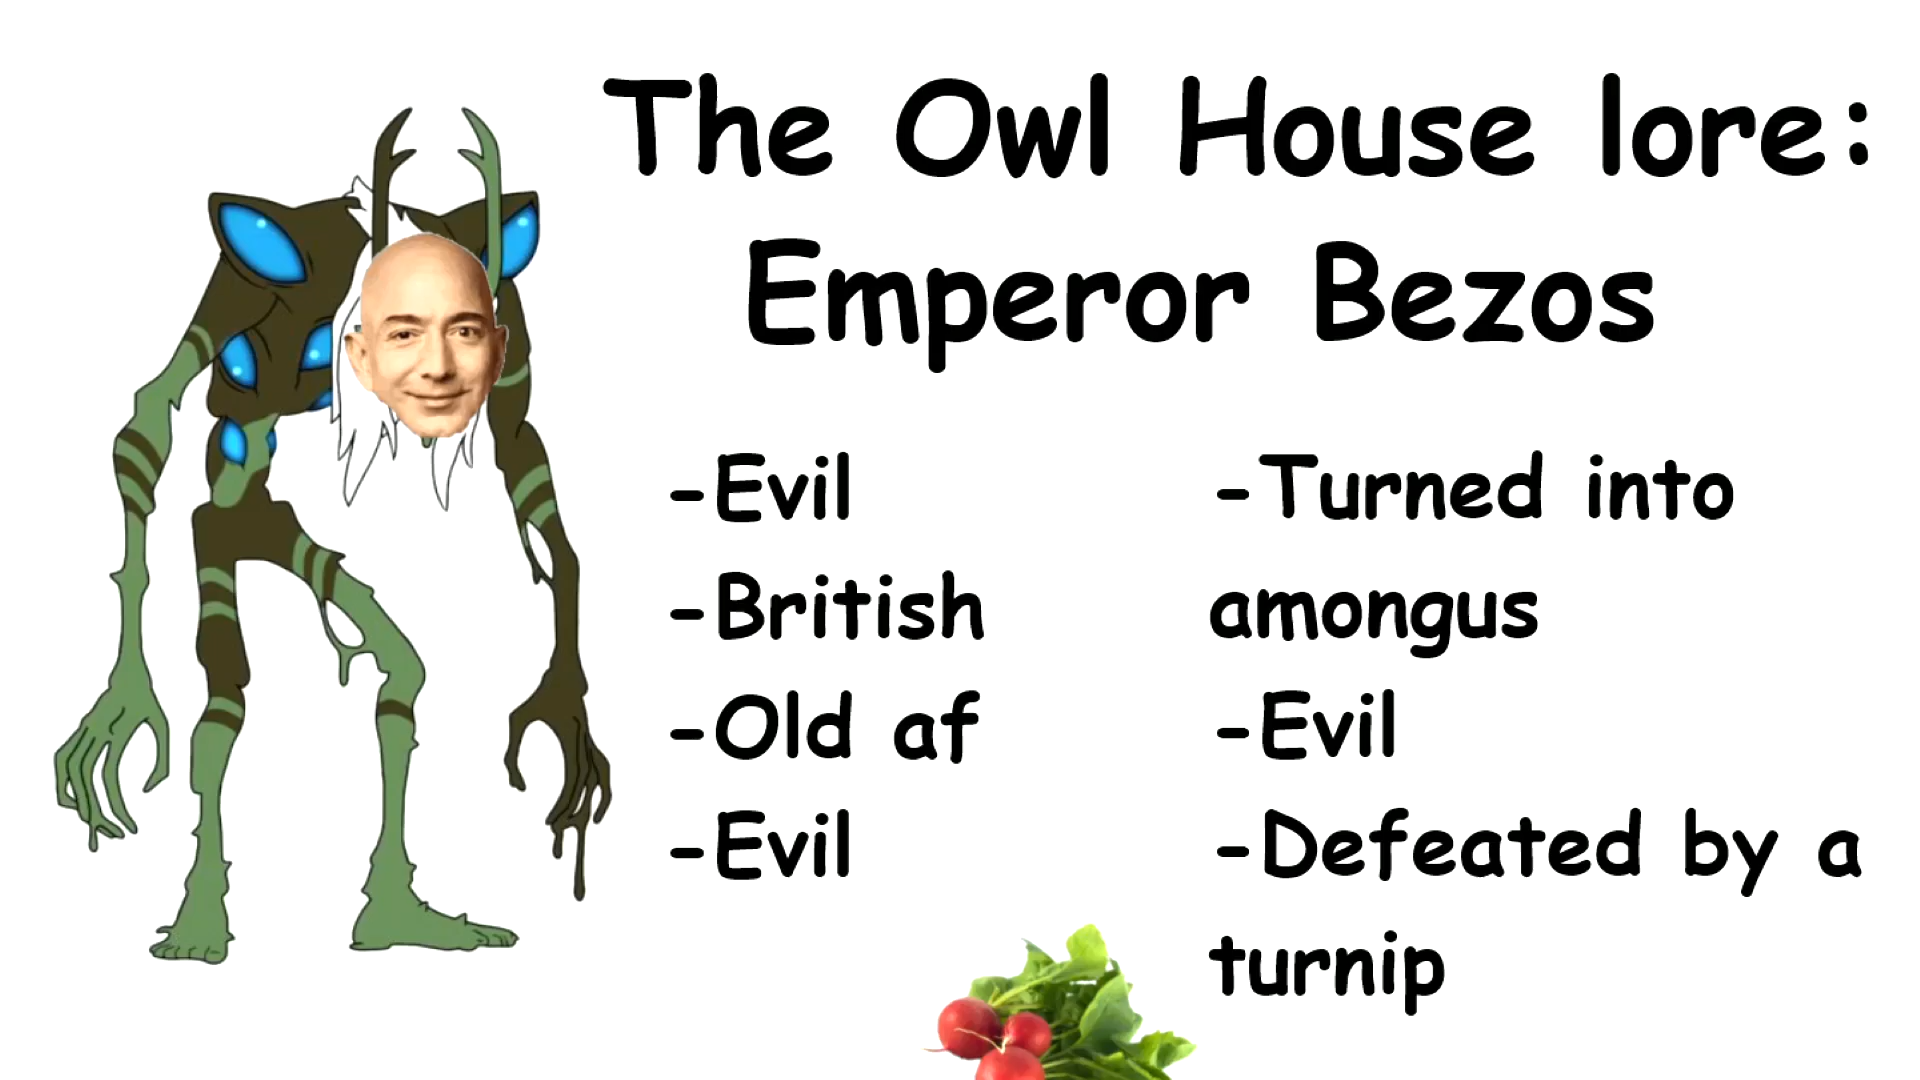 The Owl House lore:
Emperor Bezos
-Evil
-British
-Old af
-Evil
-Turned into
amongus
-Evil
-Defeated by a
turnip